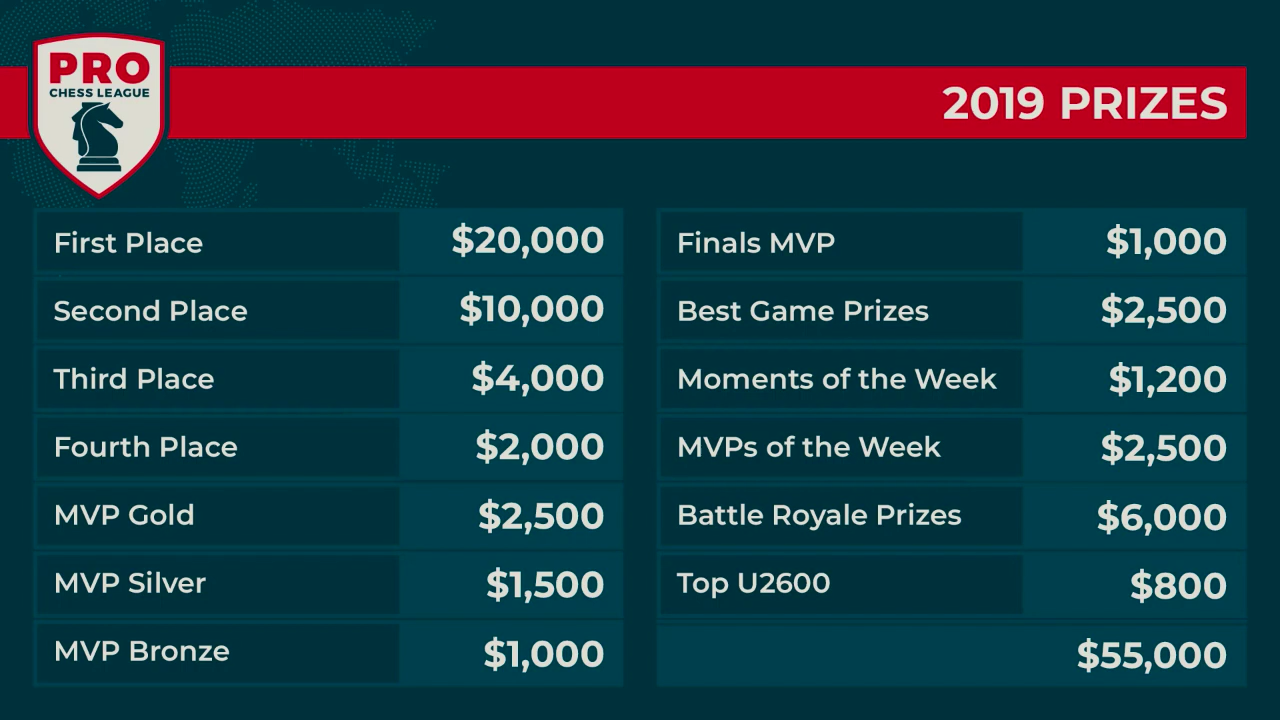 PRO
CHESS LEAGUE
2019 PRIZES
First Place $20,000
Second Place $10,000
Third Place $4,000
Fourth Place $2,000
MVP Gold $2,500
MVP Silver $1,500
MVP Bronze $1,000
Finals MVP $1,000
Best Game Prizes $2,500
Moments of the Week $1,200
MVPs of the Week $2,500
Battle Royale Prizes $6,000
Top U2600 $800
$55,000